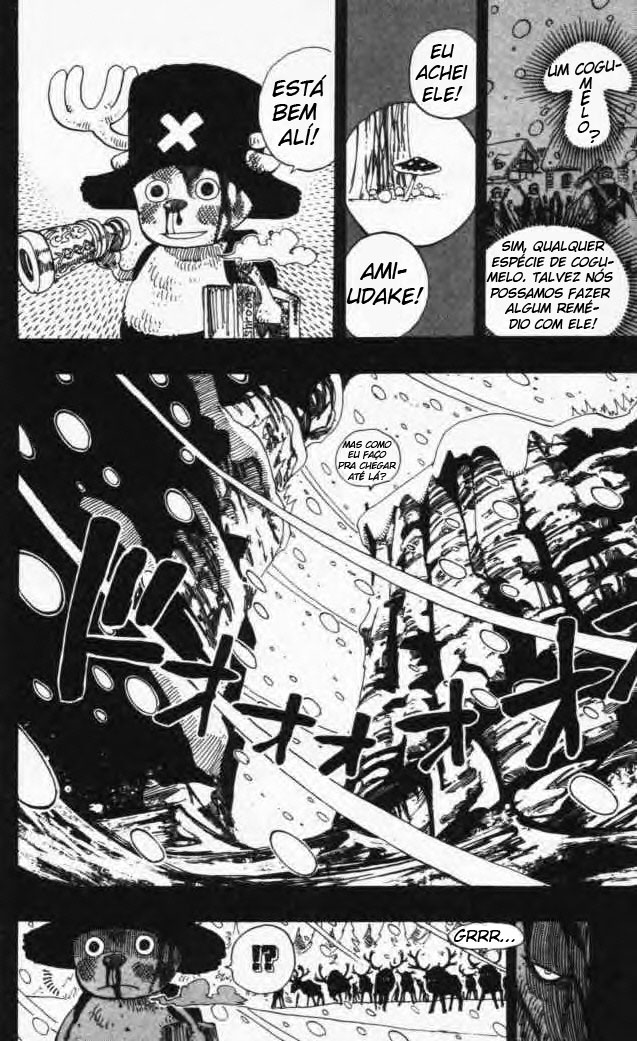 UM COGU-
M
E
L
O
?
SIM, QUALQUER
ESPÉCIE DE COGU-
MELO. TALVEZ NÓS
POSSAMOS FAZER
ALGUM REMÉ-
DIO COM ELE!
EU
ACHEI
ELE!
AMI-
UDAKE!
ESTÁ
BEM
ALÍ!
MAS COMO
EU FAÇO
PRA CHEGAR
ATÉ LÁ?
ドドオオオオオ
GRRR...
!?